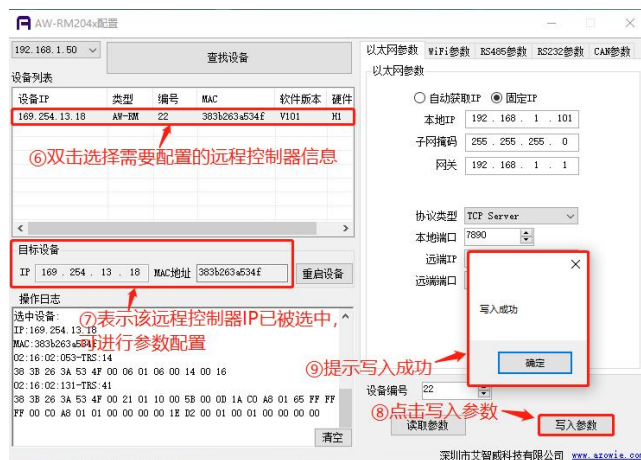 AW-RM204x配置
192.168.1.50
查找设备
设备列表
设备IP 类型 编号 MAC 软件版本 硬件
169.254.13.18 AW-RM 22 383b263a534f V101 H1
⑥双击选择需要配置的远程控制器信息
目标设备
IP 169 . 254 . 13 . 18 MAC地址 383b263a534f 重启设备
操作日志
选中设备:
IP:169.254.13.18
MAC:383b263a534f
⑦表示该远程控制器IP已被选中，
可进行参数配置
02:16:02:053-TRS:14
38 3B 26 3A 53 4F 00 06 01 06 00 14 00 16
02:16:02:131-TRS:41
38 3B 26 3A 53 4F 00 21 01 10 00 5B 00 0D 1A C0 A8 01 65 FF FF
FF 00 C0 A8 01 01 00 00 00 00 1E D2 00 01 00 01 00 00 00 00
清空
以太网参数 WiFi参数 RS485参数 RS232参数 CAN参数
以太网参数
自动获取IP 固定IP
本地IP 192 . 168 . 1 . 101
子网掩码 255 . 255 . 255 . 0
网关 192 . 168 . 1 . 1
协议类型 TCP Server
本地端口 7890
远端IP
远端端口
写入成功
确定
⑨提示写入成功
设备编号 22
⑧点击写入参数
读取参数 写入参数
深圳市艾智威科技有限公司 www.azowie.com